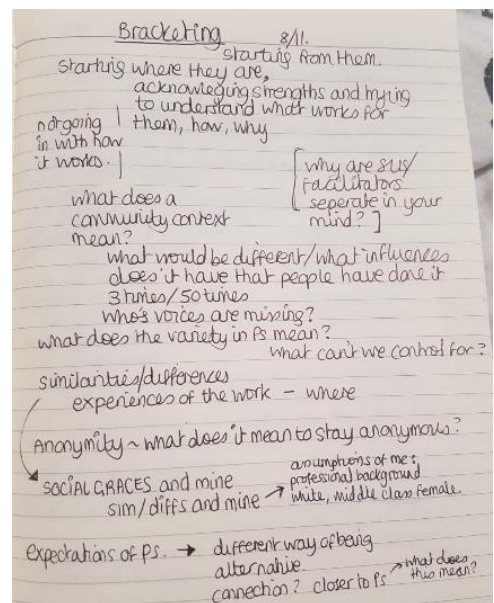 Bracketing 8/11.
starting from them.
Starting where they are,
acknowledging strengths and trying
to understand what works for
them, how, why
not going
in with how
it works.
[why are SUs/
facilitators
seperate in your
mind?]
what does a
community context
mean?
what would be different/what influences
does it have that people have done it
3 times/50 times
who's voices are missing?
what does the variety in Ps mean?
what can't we control for?
similarities/differences
experiences of the work - where
Anonymity ~ what does it mean to stay anonymous?
SOCIAL GRACES and mine
sim/diffs and mine →
assumptions of me:
professional background
white, middle class female.
expectations of Ps. → different way of being
alternative
connection? closer to Ps → what does
this mean?